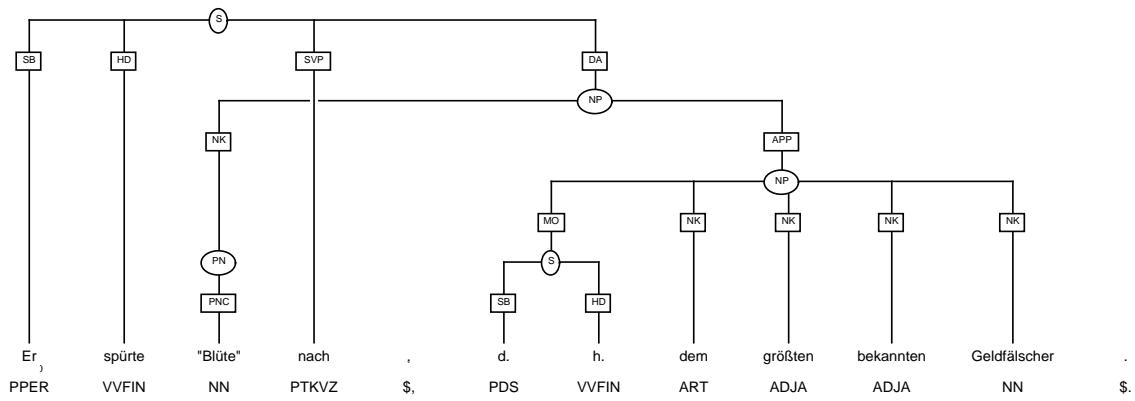 S
SB HD SVP DA
NP
NK APP
NP
MO NK NK NK NK
PN S
PNC SB HD
Er spürte "Blüte" nach , d. h. dem größten bekannten Geldfälscher .
PPER VVFIN NN PTKVZ $, PDS VVFIN ART ADJA ADJA NN $.